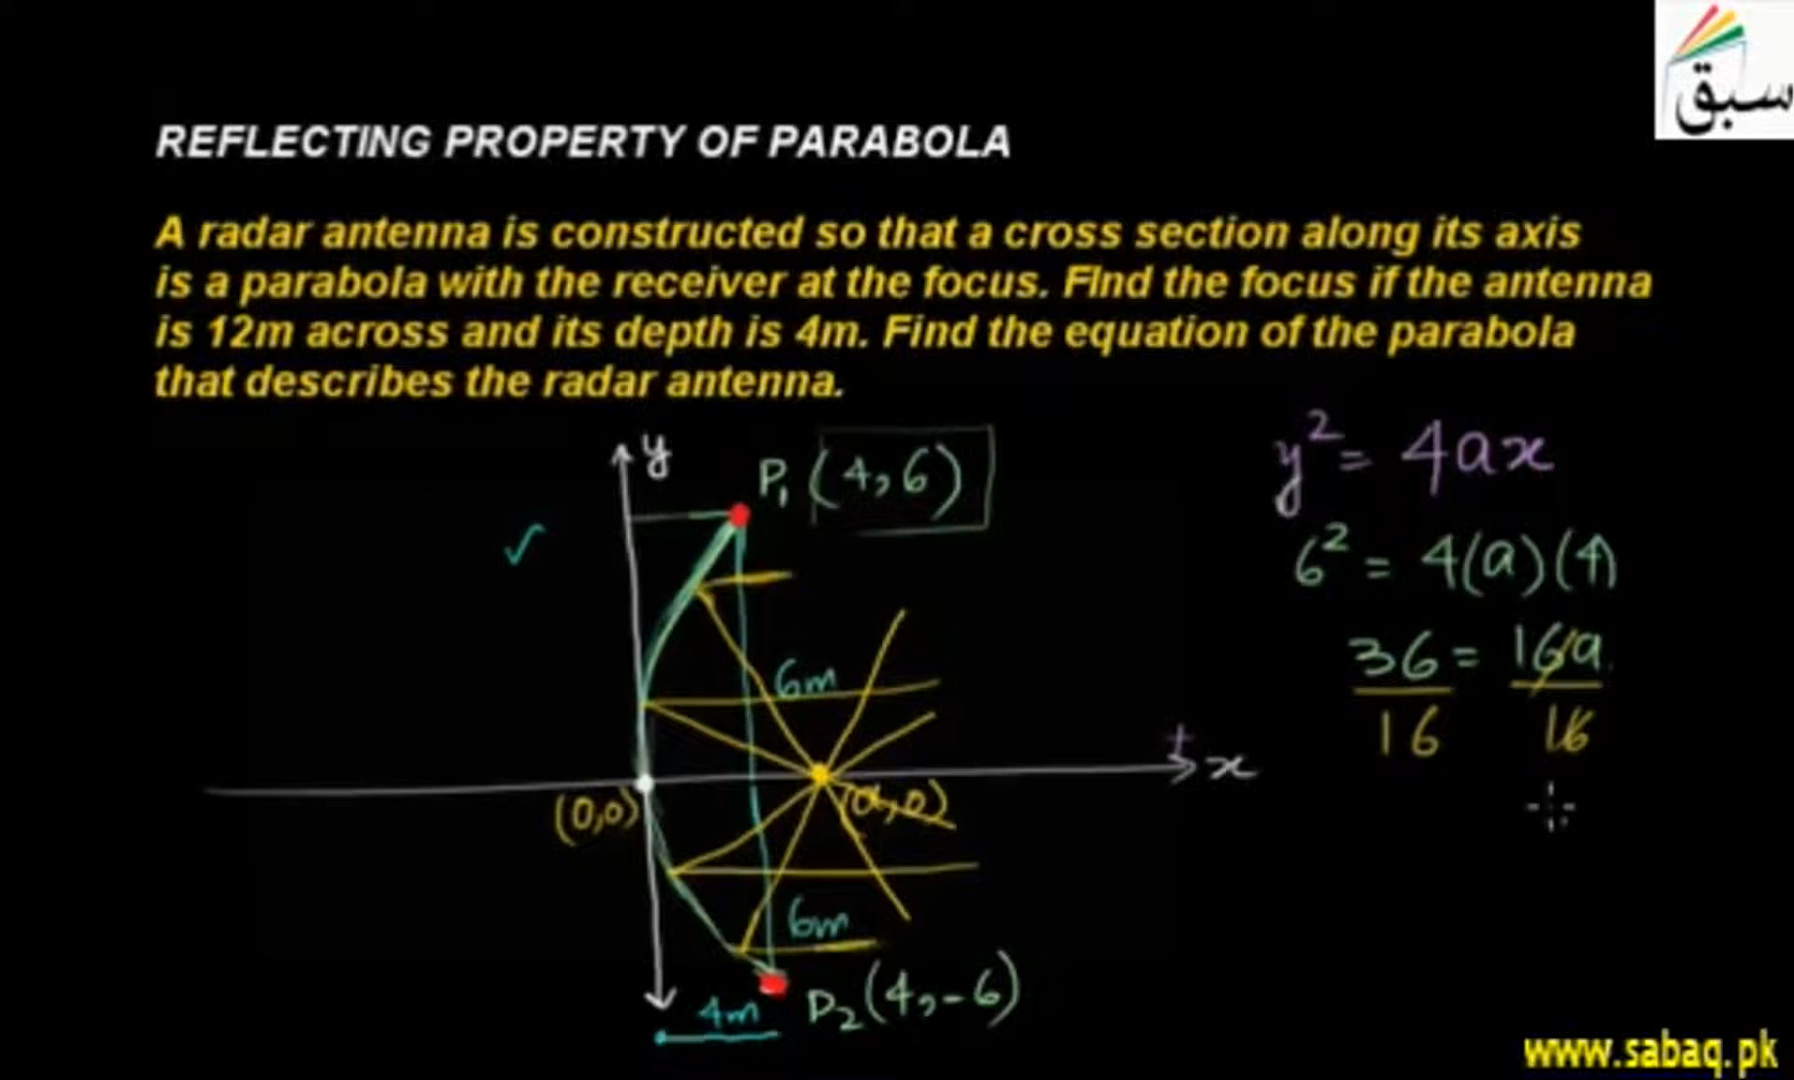 سبق
REFLECTING PROPERTY OF PARABOLA
A radar antenna is constructed so that a cross section along its axis
is a parabola with the receiver at the focus. FInd the focus if the antenna
is 12m across and its depth is 4m. Find the equation of the parabola
that describes the radar antenna.
y
P₁ (4,6)
6m
x
(0,0)
(a,0)
6m
4m
P₂ (4,-6)
y² = 4ax
6² = 4(a)(4)
36 = 16a
16 16
www.sabaq.pk